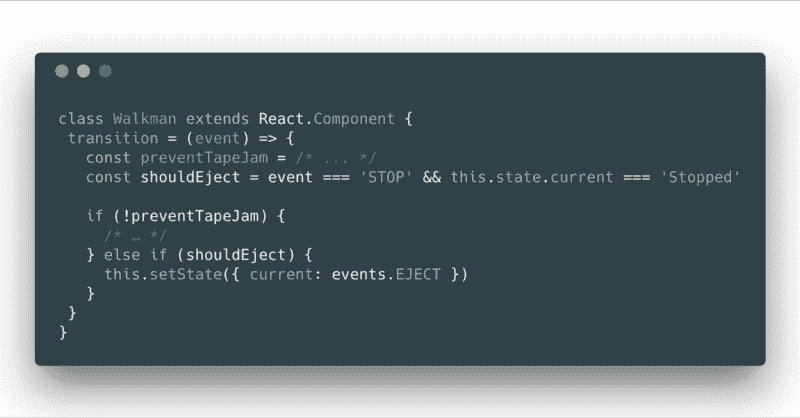 class Walkman extends React.Component {
transition = (event) => {
const preventTapeJam = /* ... */
const shouldEject = event === 'STOP' && this.state.current === 'Stopped'
if (!preventTapeJam) {
/* … */
} else if (shouldEject) {
this.setState({ current: events.EJECT })
}
}
}